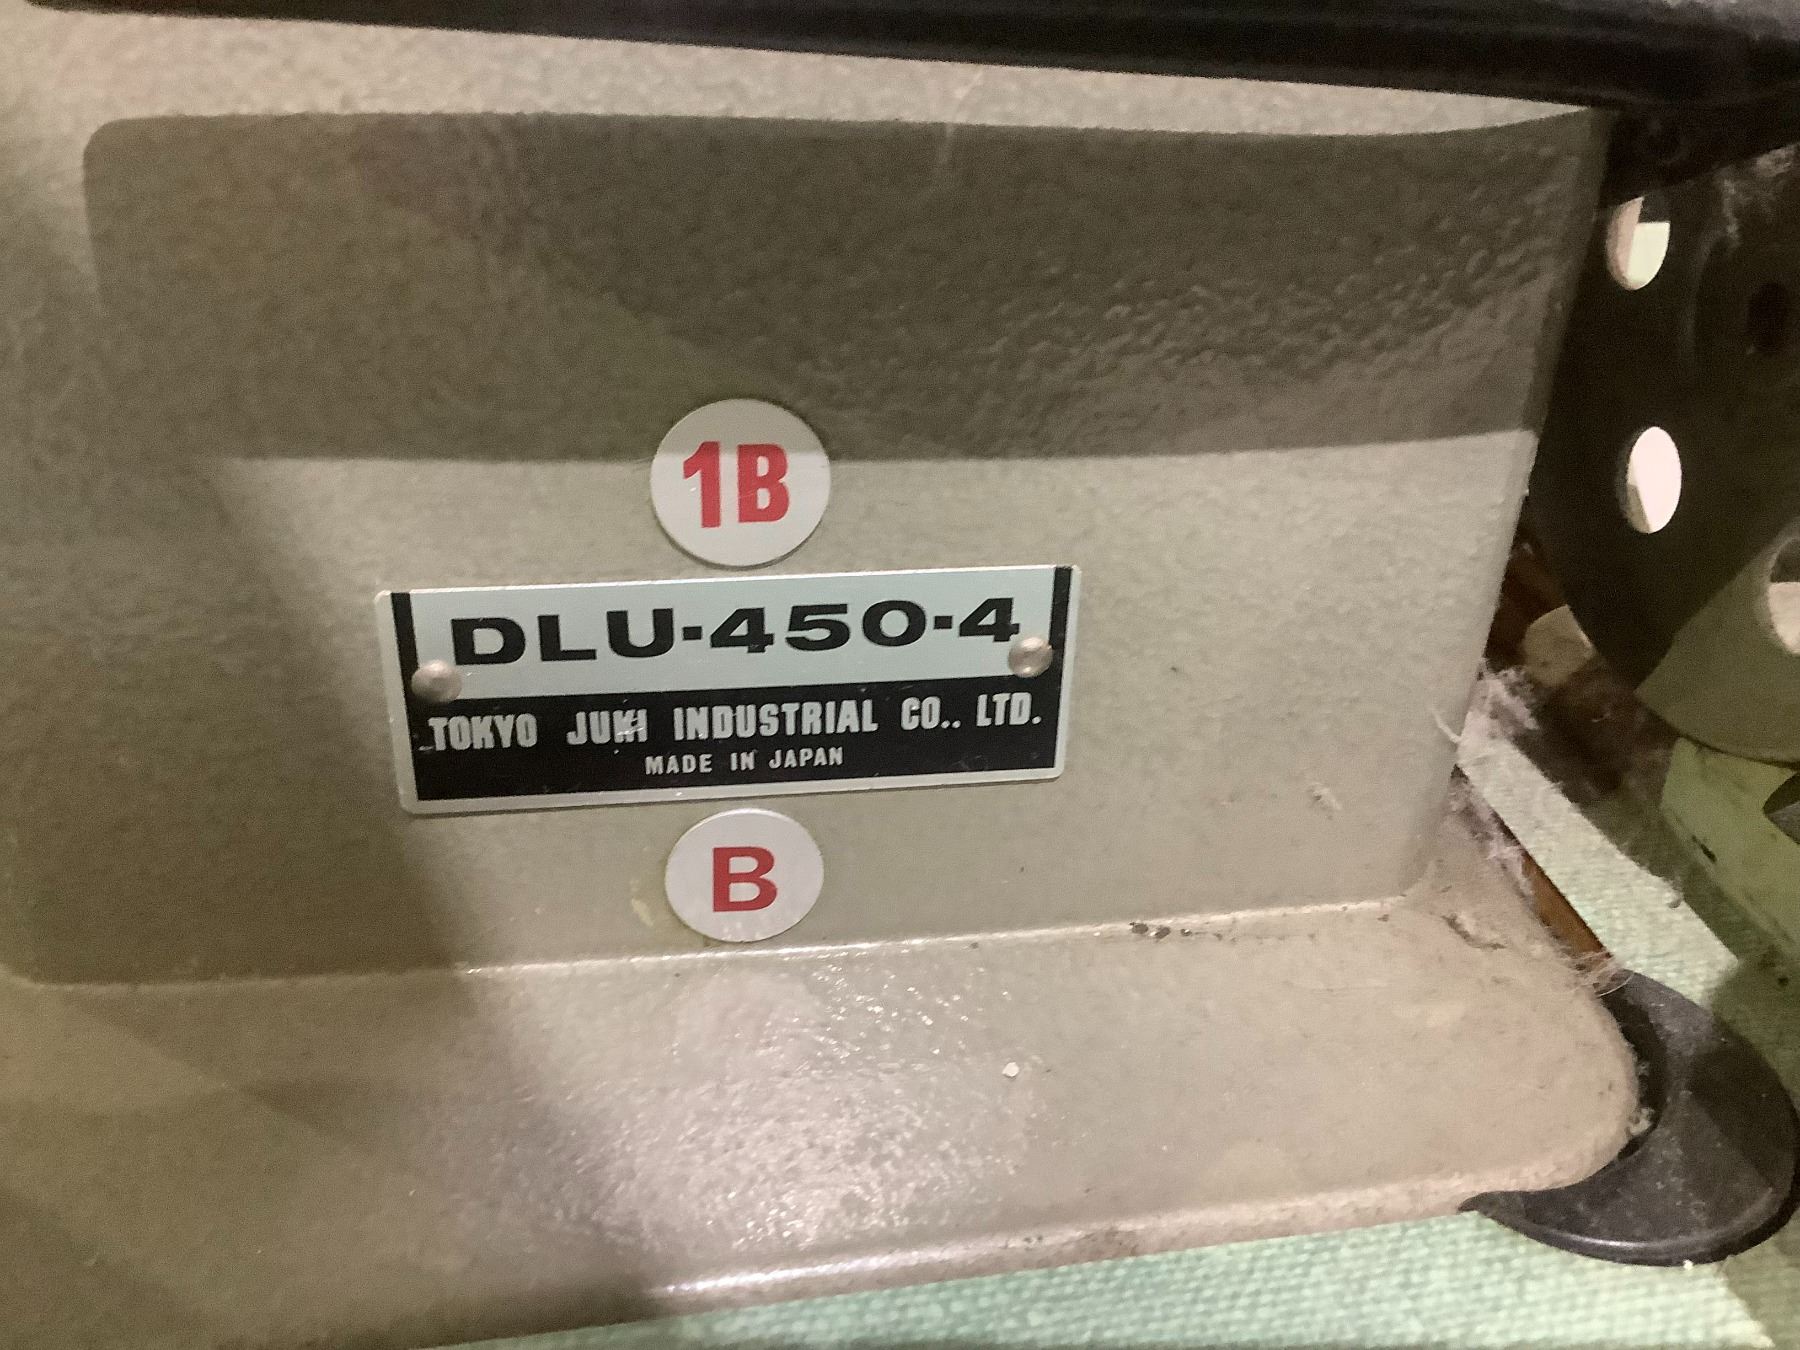 1B
DLU-450-4
TOKYO JUKI INDUSTRIAL CO., LTD.
MADE IN JAPAN
B